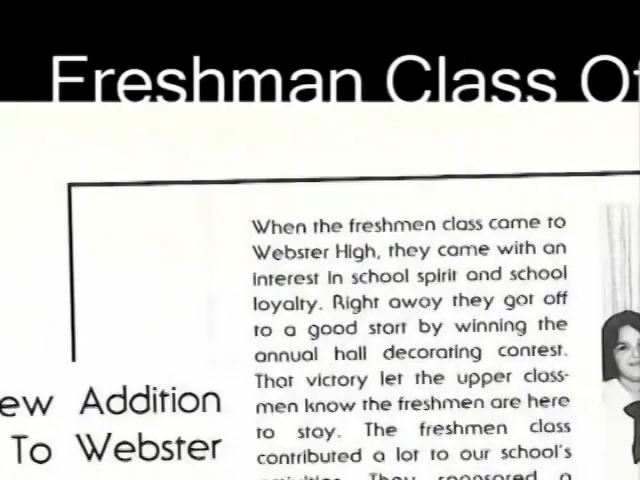 Freshman Class Of
When the freshmen class came to
Webster High, they came with an
interest in school spirit and school
loyalty. Right away they got off
to a good start by winning the
annual hall decorating contest.
That victory let the upper class-
men know the freshmen are here
to stay. The freshmen class
contributed a lot to our school's
They sponsored a
Addition
To Webster